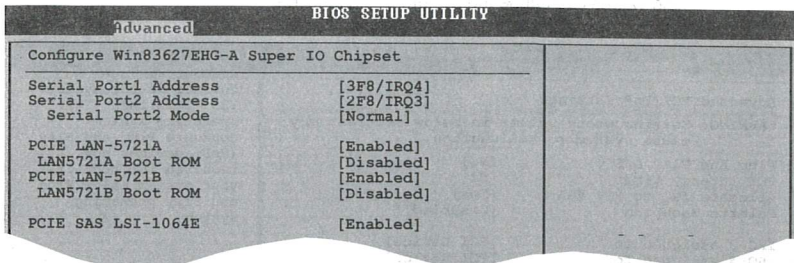 BIOS SETUP UTILITY
Advanced
Configure Win83627EHG-A Super IO Chipset
Serial Port1 Address [3F8/IRQ4]
Serial Port2 Address [2F8/IRQ3]
Serial Port2 Mode [Normal]
PCIE LAN-5721A [Enabled]
LAN5721A Boot ROM [Disabled]
PCIE LAN-5721B [Enabled]
LAN5721B Boot ROM [Disabled]
PCIE SAS LSI-1064E [Enabled]